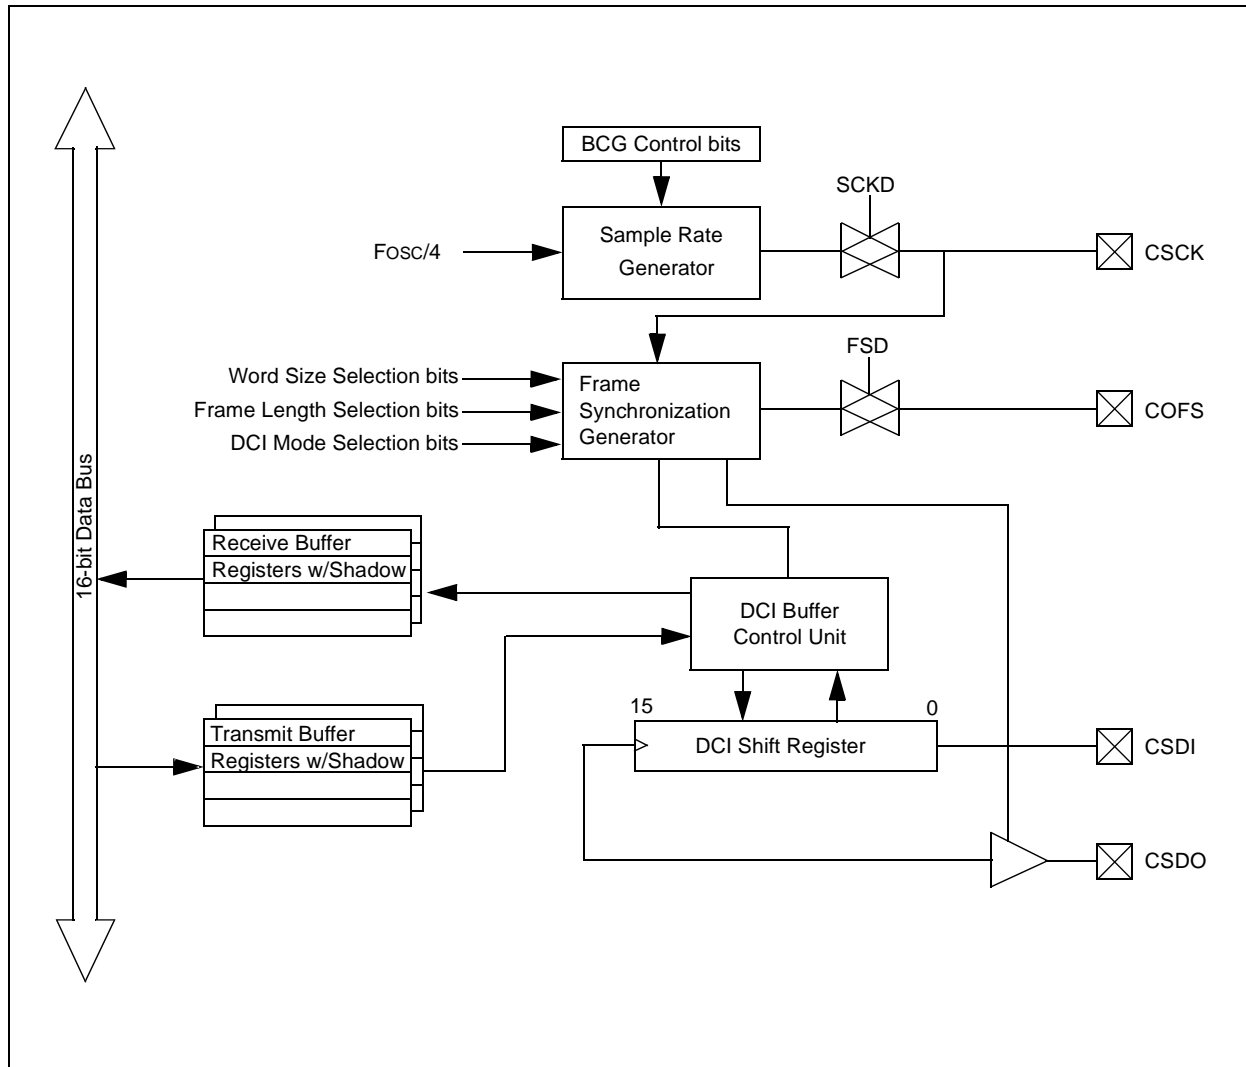 BCG Control bits
SCKD
Sample Rate
Generator
FOSC/4
CSCK
FSD
Word Size Selection bits
Frame Length Selection bits
DCI Mode Selection bits
Frame
Synchronization
Generator
COFS
16-bit Data Bus
Receive Buffer
Registers w/Shadow
DCI Buffer
Control Unit
15
0
Transmit Buffer
Registers w/Shadow
DCI Shift Register
CSDI
CSDO